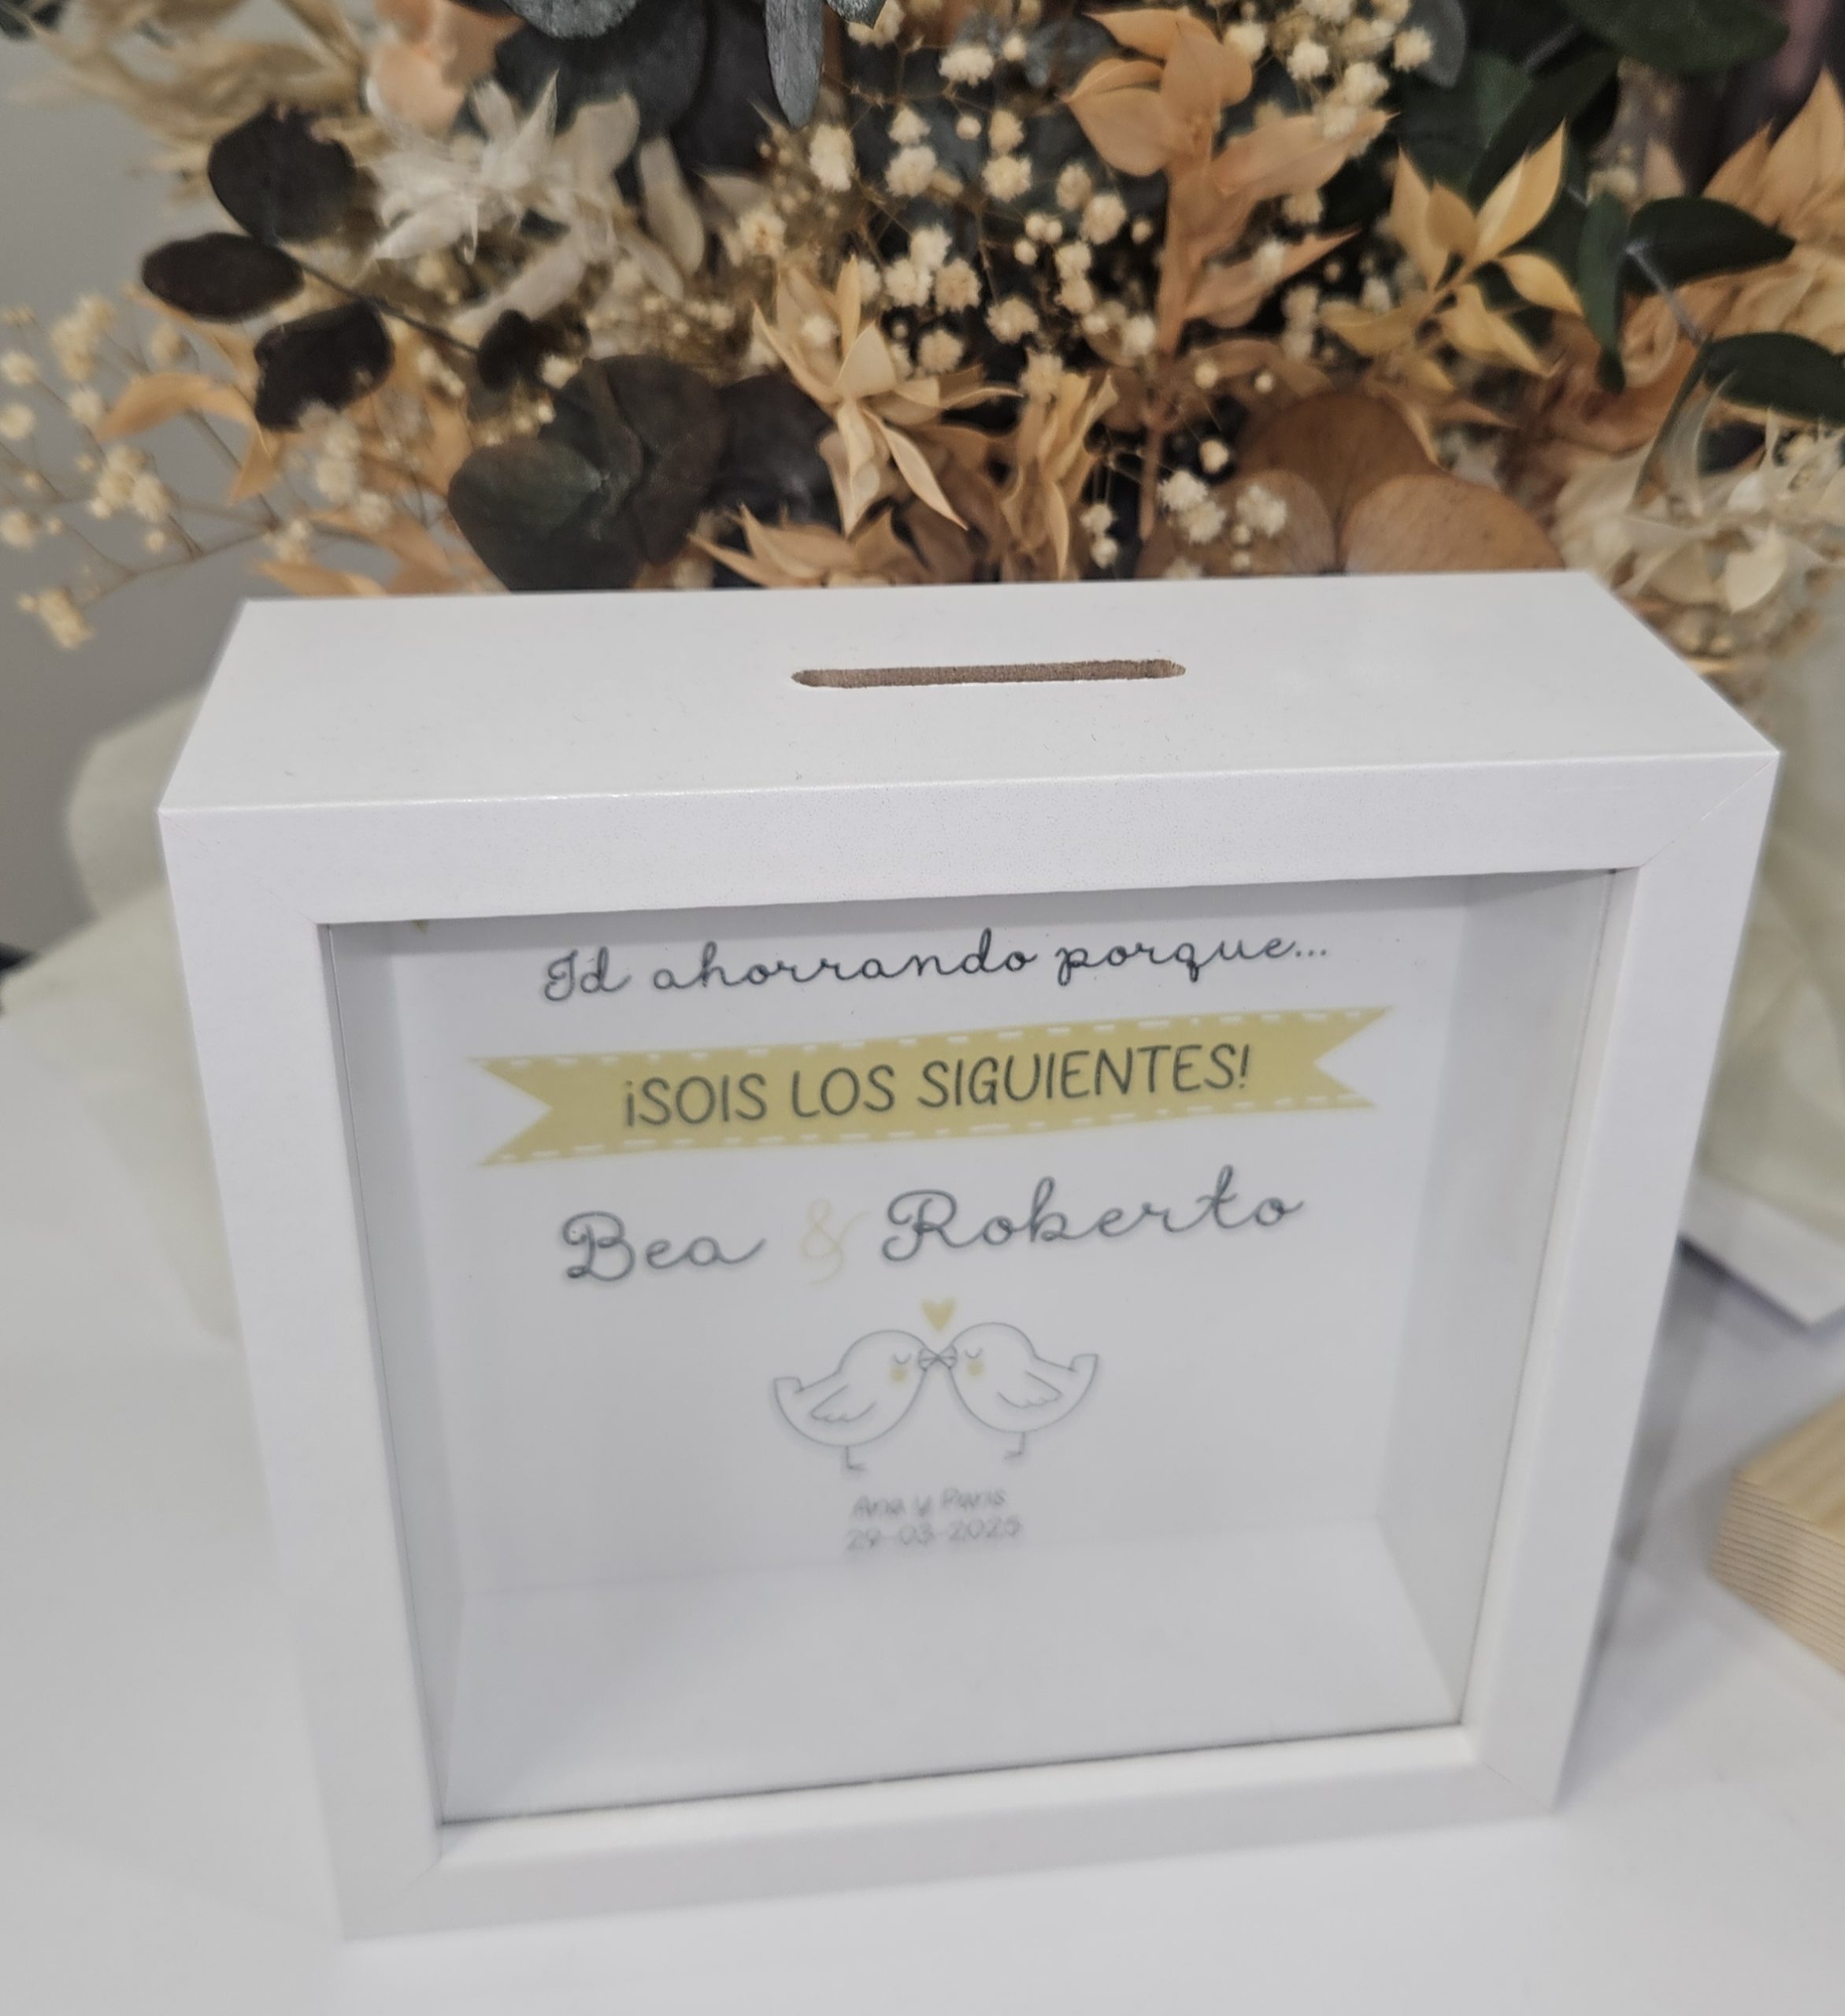 Id ahorrando porque...
¡SOIS LOS SIGUIENTES!
Bea & Roberto
Ana y Paris
29-03-2025